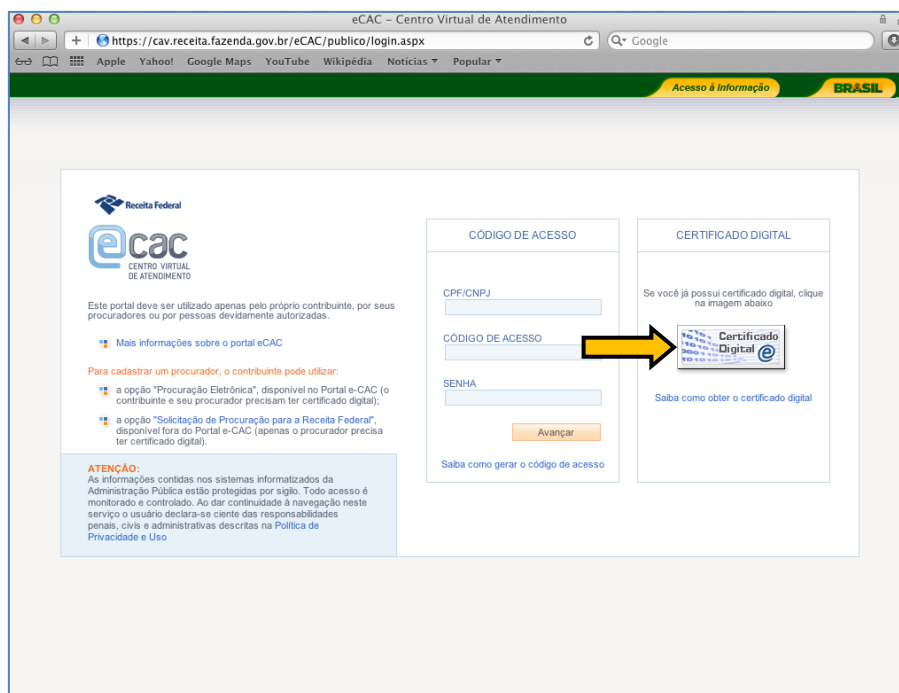 eCAC – Centro Virtual de Atendimento
https://cav.receita.fazenda.gov.br/eCAC/publico/login.aspx
Google
Apple Yahoo! Google Maps YouTube Wikipédia Notícias Popular
Acesso à Informação
BRASIL
Receita Federal
ecac
CENTRO VIRTUAL
DE ATENDIMENTO
Este portal deve ser utilizado apenas pelo próprio contribuinte, por seus
procuradores ou por pessoas devidamente autorizadas.
Mais informações sobre o portal eCAC
Para cadastrar um procurador, o contribuinte pode utilizar:
a opção "Procuração Eletrônica", disponível no Portal e-CAC (o
contribuinte e seu procurador precisam ter certificado digital);
a opção "Solicitação de Procuração para a Receita Federal",
disponível fora do Portal e-CAC (apenas o procurador precisa
ter certificado digital).
ATENÇÃO:
As informações contidas nos sistemas informatizados da
Administração Pública estão protegidas por sigilo. Todo acesso é
monitorado e controlado. Ao dar continuidade à navegação neste
serviço o usuário declara-se ciente das responsabilidades
penais, civis e administrativas descritas na Política de
Privacidade e Uso
CÓDIGO DE ACESSO
CPF/CNPJ
CÓDIGO DE ACESSO
SENHA
Avançar
Saiba como gerar o código de acesso
CERTIFICADO DIGITAL
Se você já possui certificado digital, clique
na imagem abaixo
Certificado
Digital
Saiba como obter o certificado digital